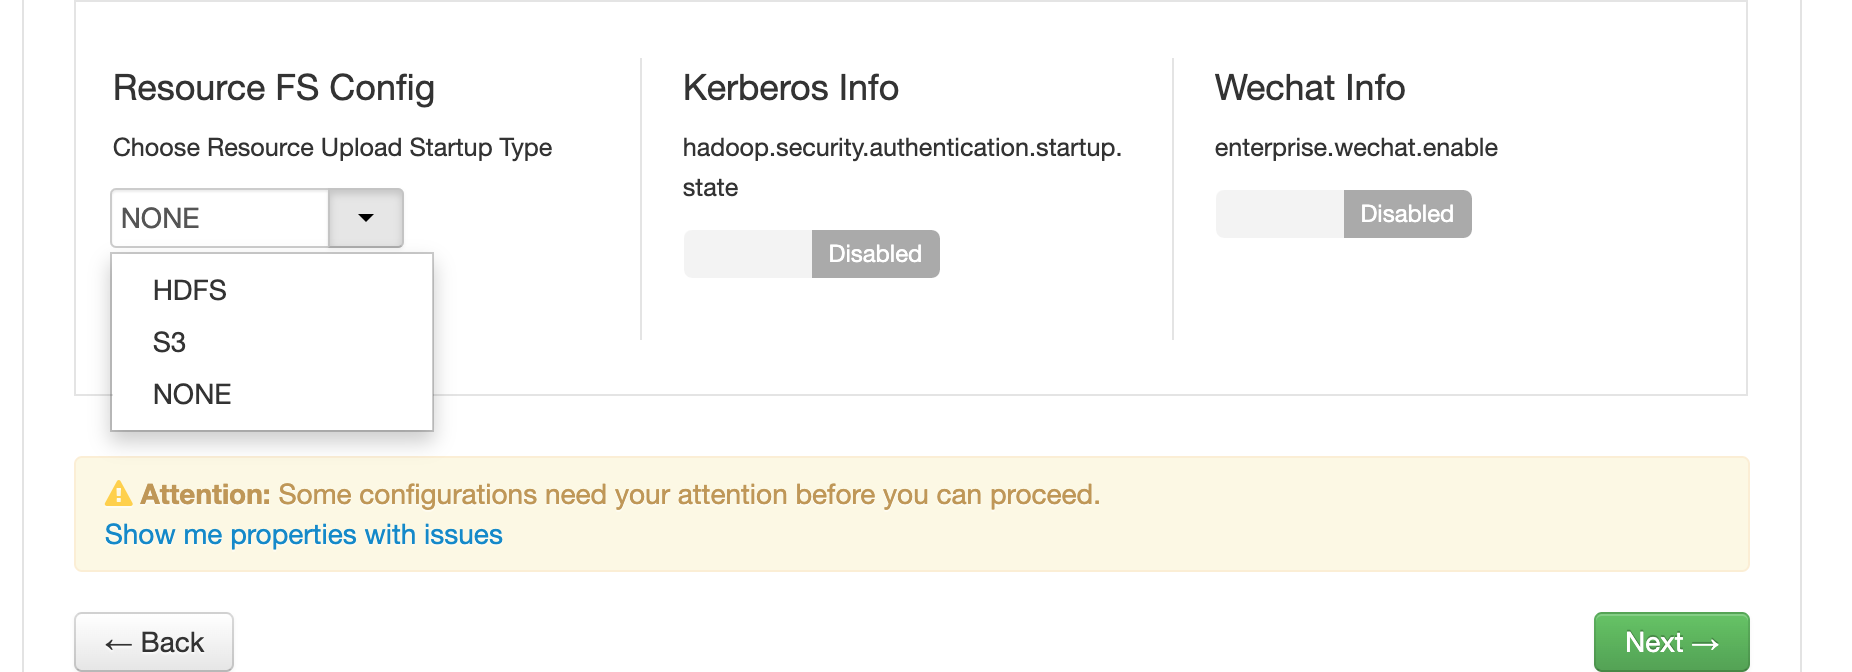 Resource FS Config
Choose Resource Upload Startup Type
NONE
HDFS
S3
NONE
Kerberos Info
hadoop.security.authentication.startup.
state
Disabled
Wechat Info
enterprise.wechat.enable
Disabled
Attention: Some configurations need your attention before you can proceed.
Show me properties with issues
← Back
Next →